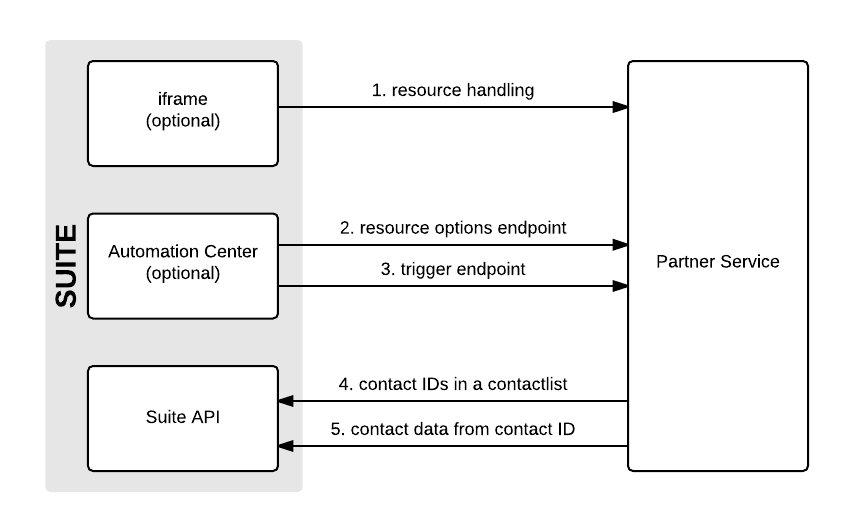 SUITE
iframe
(optional)
1. resource handling
Automation Center
(optional)
2. resource options endpoint
3. trigger endpoint
Partner Service
Suite API
4. contact IDs in a contactlist
5. contact data from contact ID